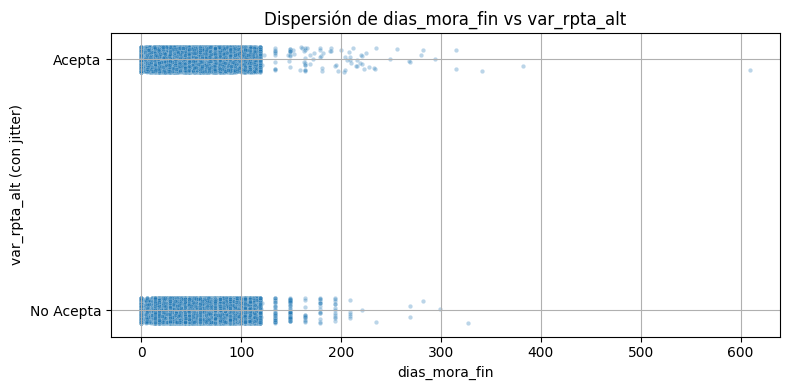 Dispersión de dias_mora_fin vs var_rpta_alt
var_rpta_alt (con jitter)
Acepta
No Acepta
0 100 200 300 400 500 600
dias_mora_fin